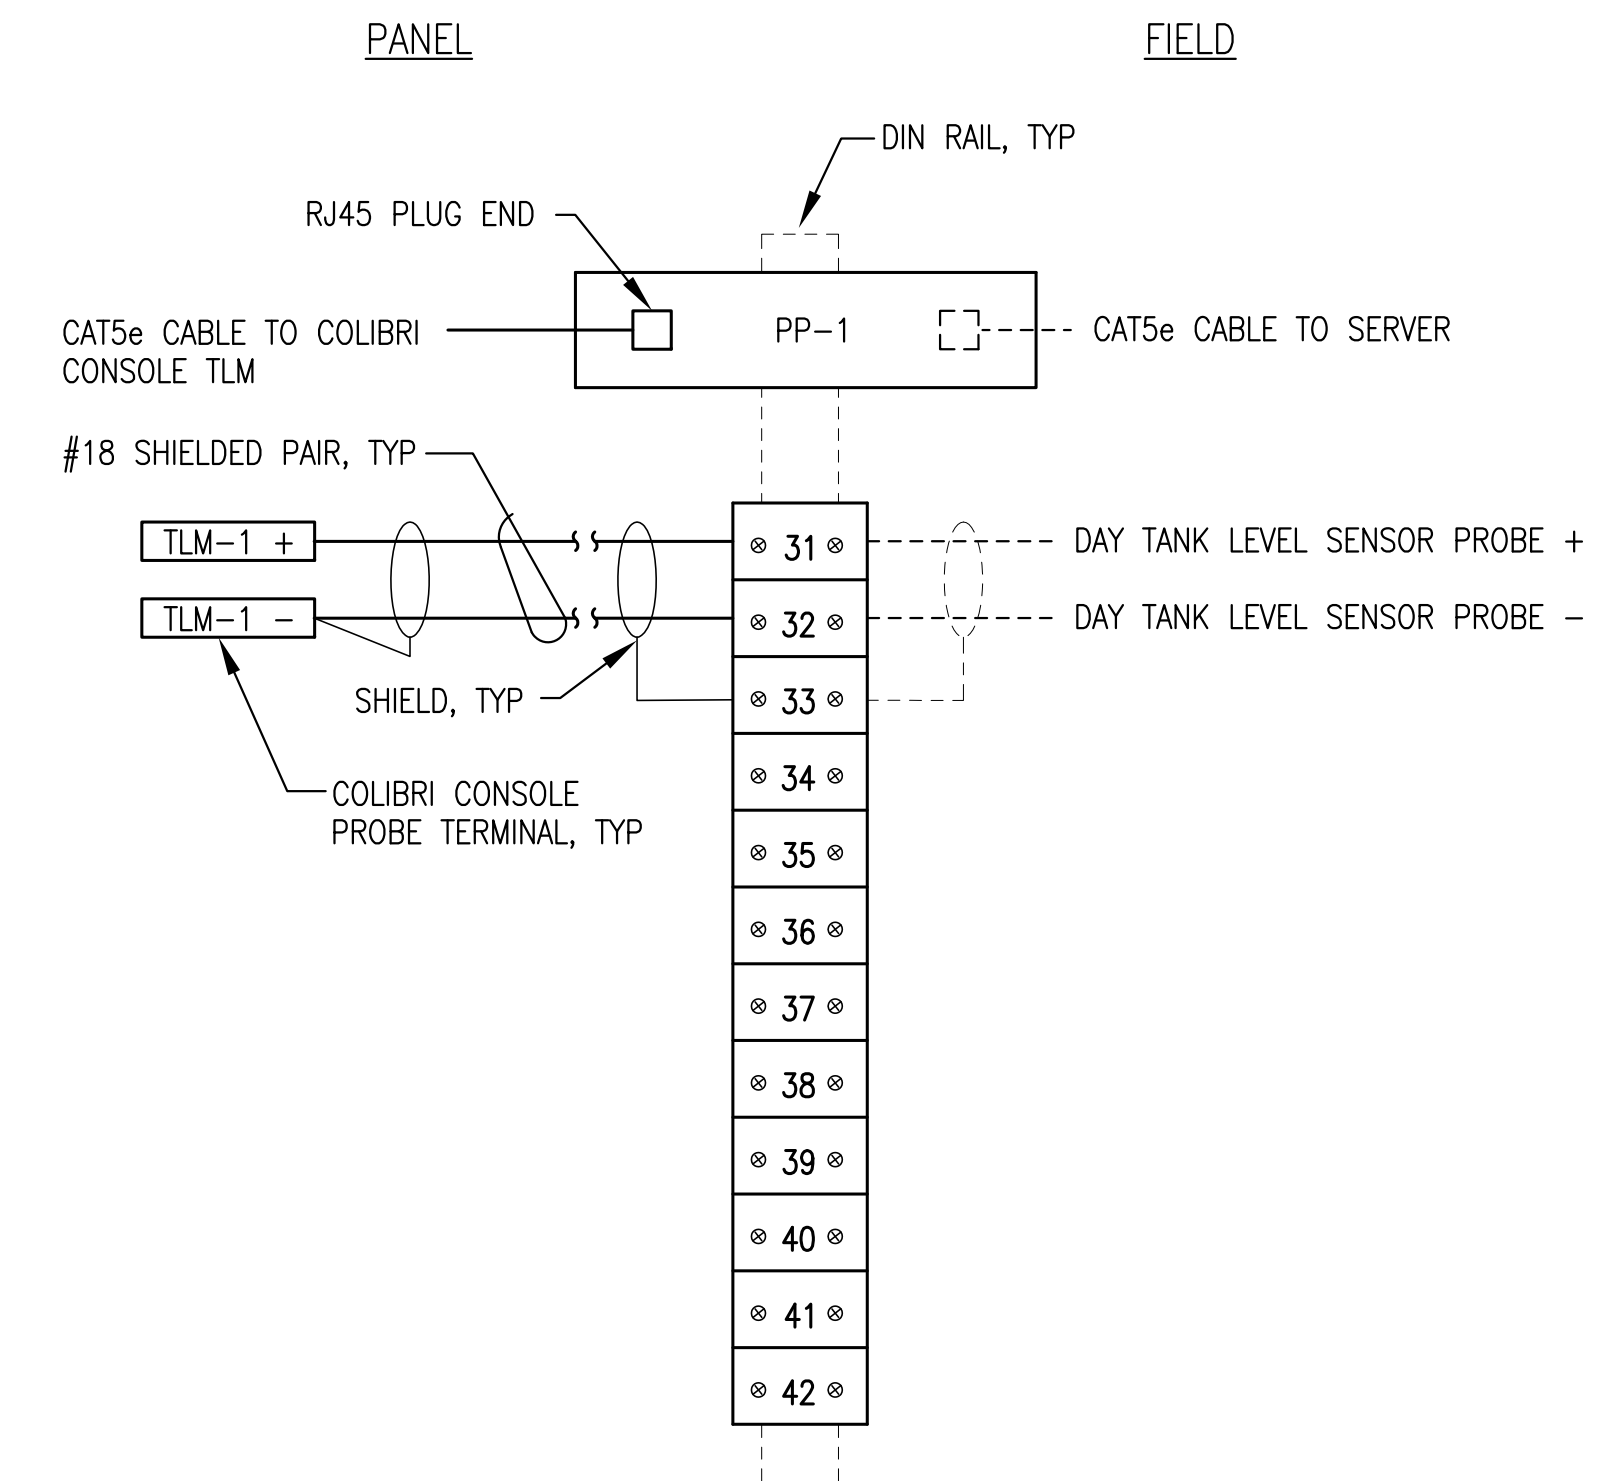 PANEL
FIELD
DIN RAIL, TYP
RJ45 PLUG END
CAT5e CABLE TO COLIBRI
CONSOLE TLM
PP-1
CAT5e CABLE TO SERVER
#18 SHIELDED PAIR, TYP
TLM-1 +
31
DAY TANK LEVEL SENSOR PROBE +
TLM-1 -
32
DAY TANK LEVEL SENSOR PROBE -
SHIELD, TYP
33
34
COLIBRI CONSOLE
PROBE TERMINAL, TYP
35
36
37
38
39
40
41
42